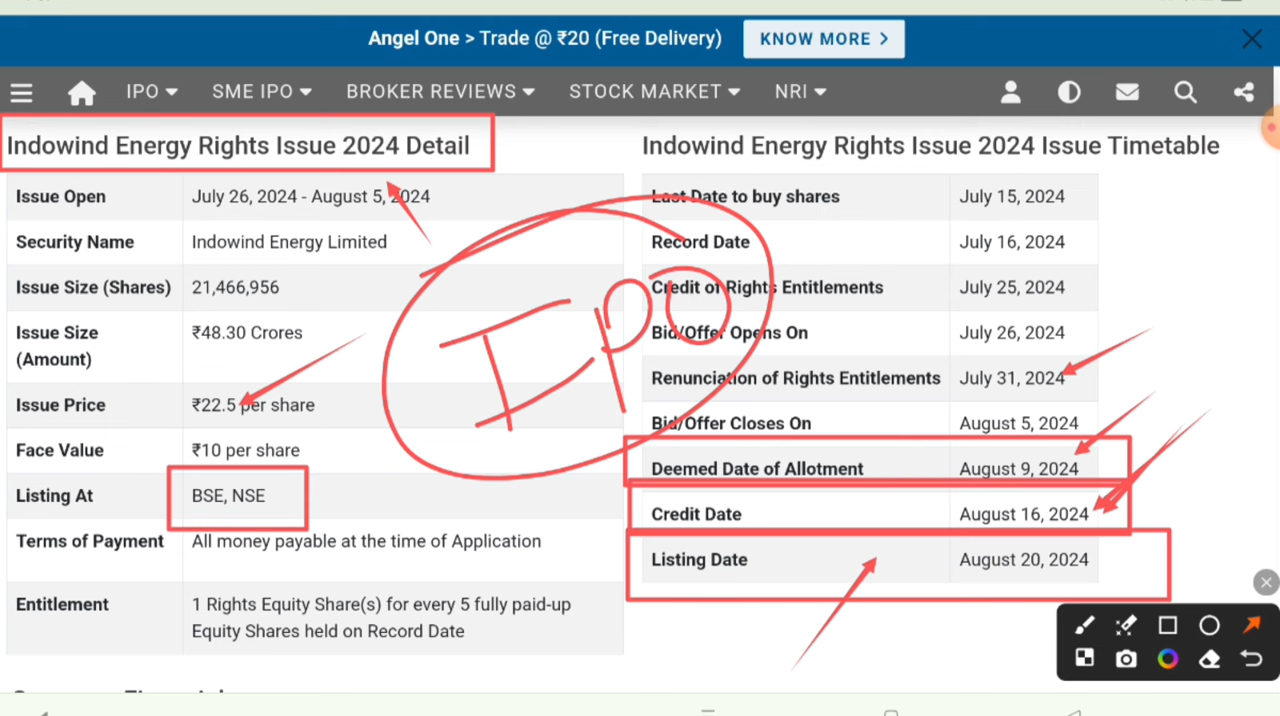 Angel One > Trade @ ₹20 (Free Delivery) KNOW MORE >
IPO SME IPO BROKER REVIEWS STOCK MARKET NRI
Indowind Energy Rights Issue 2024 Detail
Issue Open July 26, 2024 - August 5, 2024
Security Name Indowind Energy Limited
Issue Size (Shares) 21,466,956
Issue Size (Amount) ₹48.30 Crores
Issue Price ₹22.5 per share
Face Value ₹10 per share
Listing At BSE, NSE
Terms of Payment All money payable at the time of Application
Entitlement 1 Rights Equity Share(s) for every 5 fully paid-up
Equity Shares held on Record Date
IPO
Indowind Energy Rights Issue 2024 Issue Timetable
Last Date to buy shares July 15, 2024
Record Date July 16, 2024
Credit of Rights Entitlements July 25, 2024
Bid/Offer Opens On July 26, 2024
Renunciation of Rights Entitlements July 31, 2024
Bid/Offer Closes On August 5, 2024
Deemed Date of Allotment August 9, 2024
Credit Date August 16, 2024
Listing Date August 20, 2024